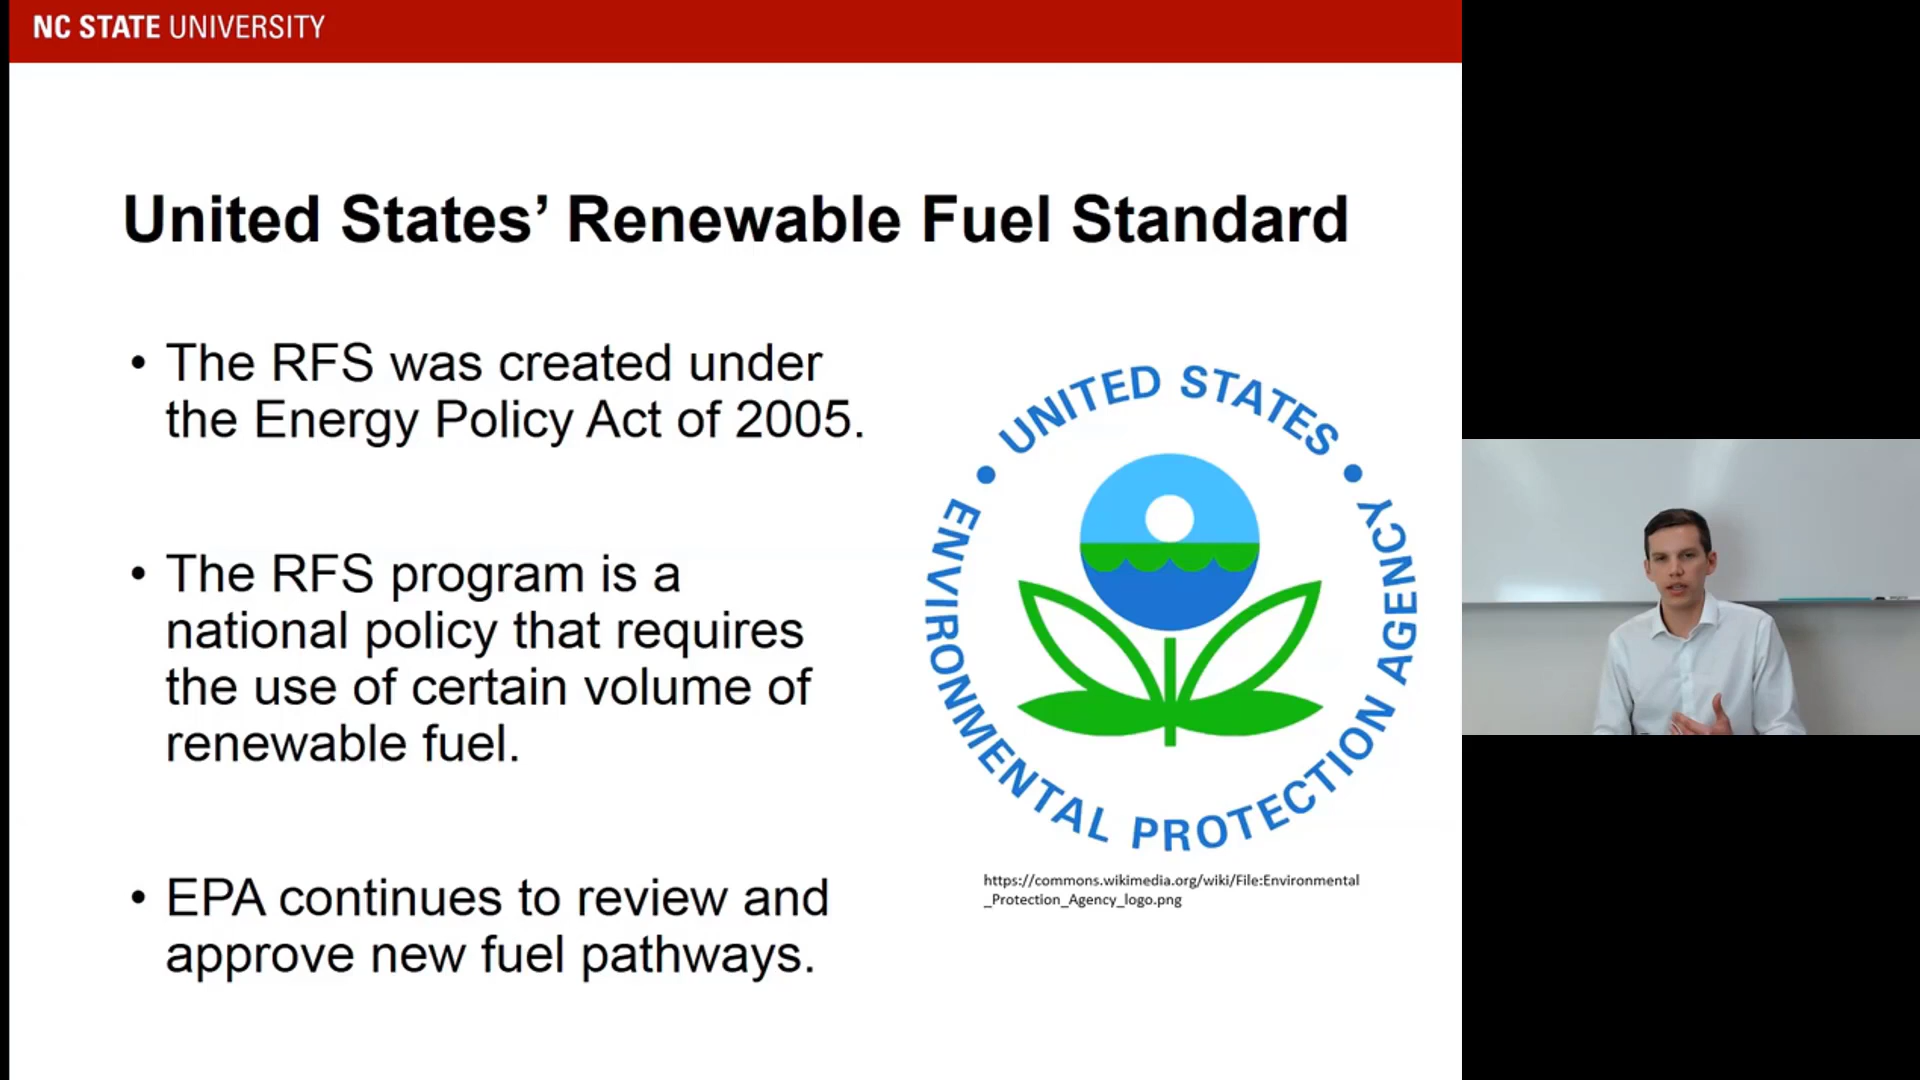 NC STATE UNIVERSITY
United States’ Renewable Fuel Standard
• The RFS was created under
the Energy Policy Act of 2005.
• The RFS program is a
national policy that requires
the use of certain volume of
renewable fuel.
• EPA continues to review and
approve new fuel pathways.
• UNITED STATES •
ENVIRONMENTAL PROTECTION AGENCY
https://commons.wikimedia.org/wiki/File:Environmental
_Protection_Agency_logo.png